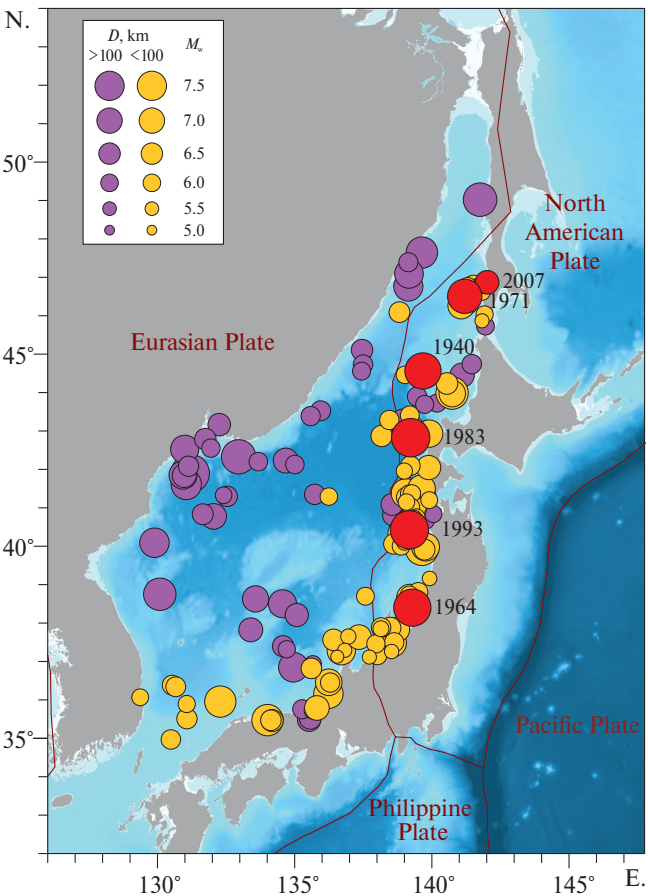 N.
D, km
>100 <100 Mw
7.5
7.0
6.5
6.0
5.5
5.0
50°
North
American
Plate
2007
1971
Eurasian Plate
45°
1940
1983
1993
40°
1964
Pacific Plate
35°
Philippine
Plate
130° 135° 140° 145° E.